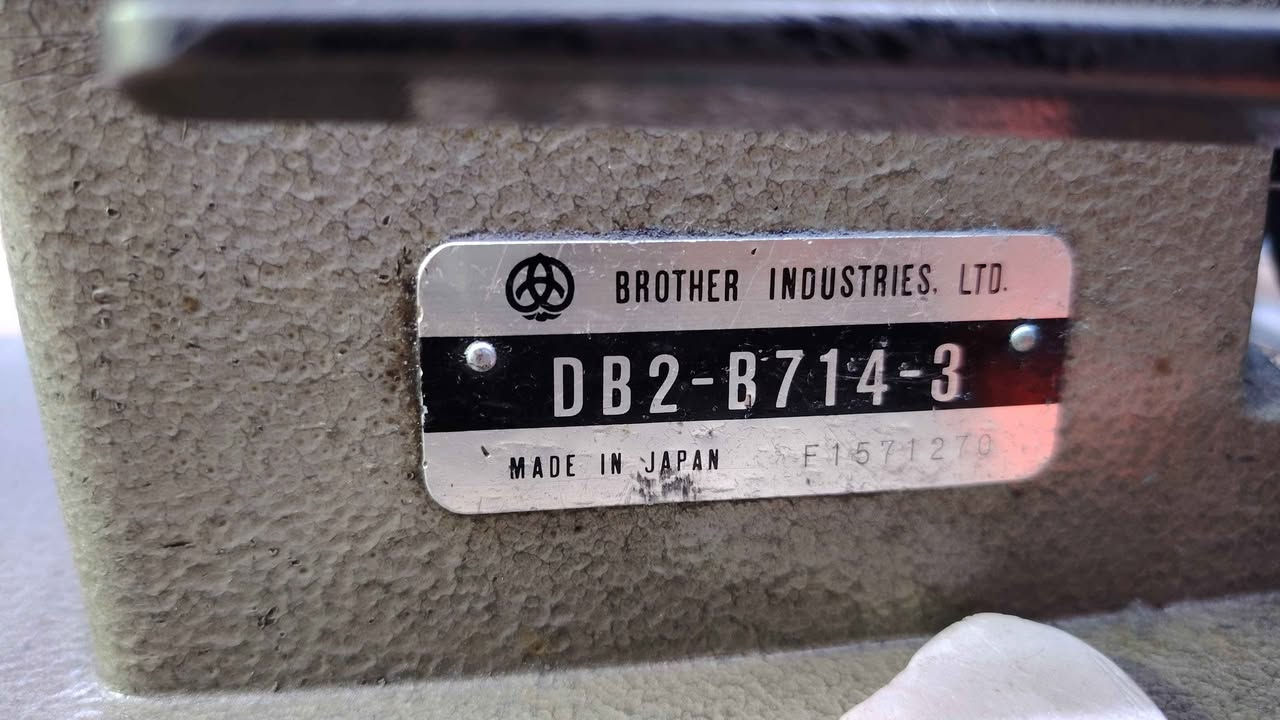 BROTHER INDUSTRIES, LTD.
DB2-B714-3
MADE IN JAPAN F1571270